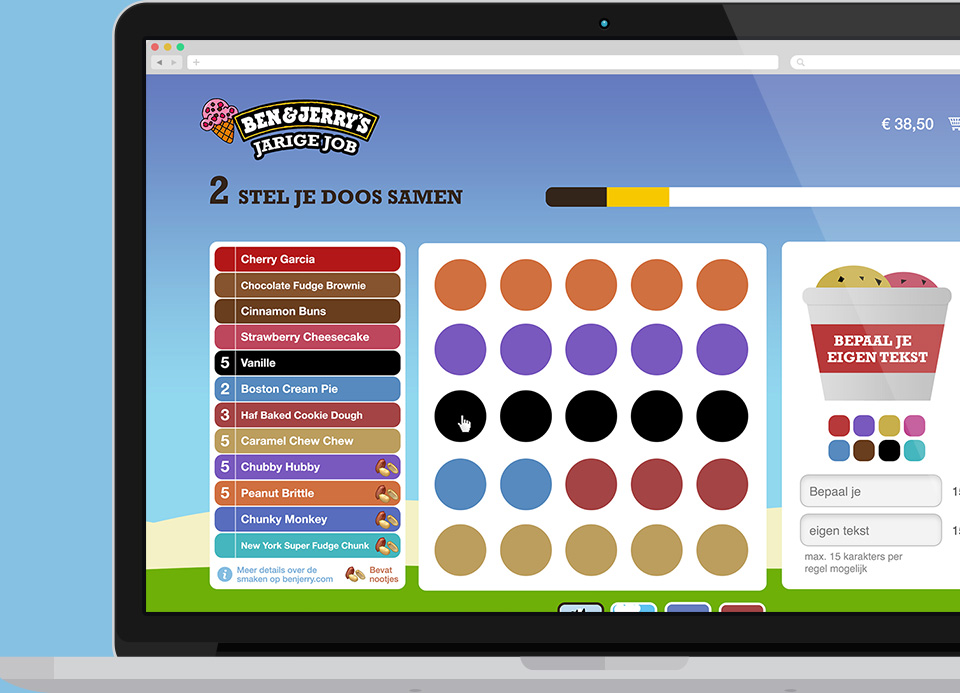 BEN & JERRY'S
JARIGE JOB
€ 38,50
2 STEL JE DOOS SAMEN
Cherry Garcia
Chocolate Fudge Brownie
Cinnamon Buns
Strawberry Cheesecake
5 Vanille
2 Boston Cream Pie
3 Haf Baked Cookie Dough
5 Caramel Chew Chew
5 Chubby Hubby
5 Peanut Brittle
Chunky Monkey
New York Super Fudge Chunk
i Meer details over de
smaken op benjerry.com
Bevat
nootjes
BEPAAL JE
EIGEN TEKST
Bepaal je
eigen tekst
max. 15 karakters per
regel mogelijk